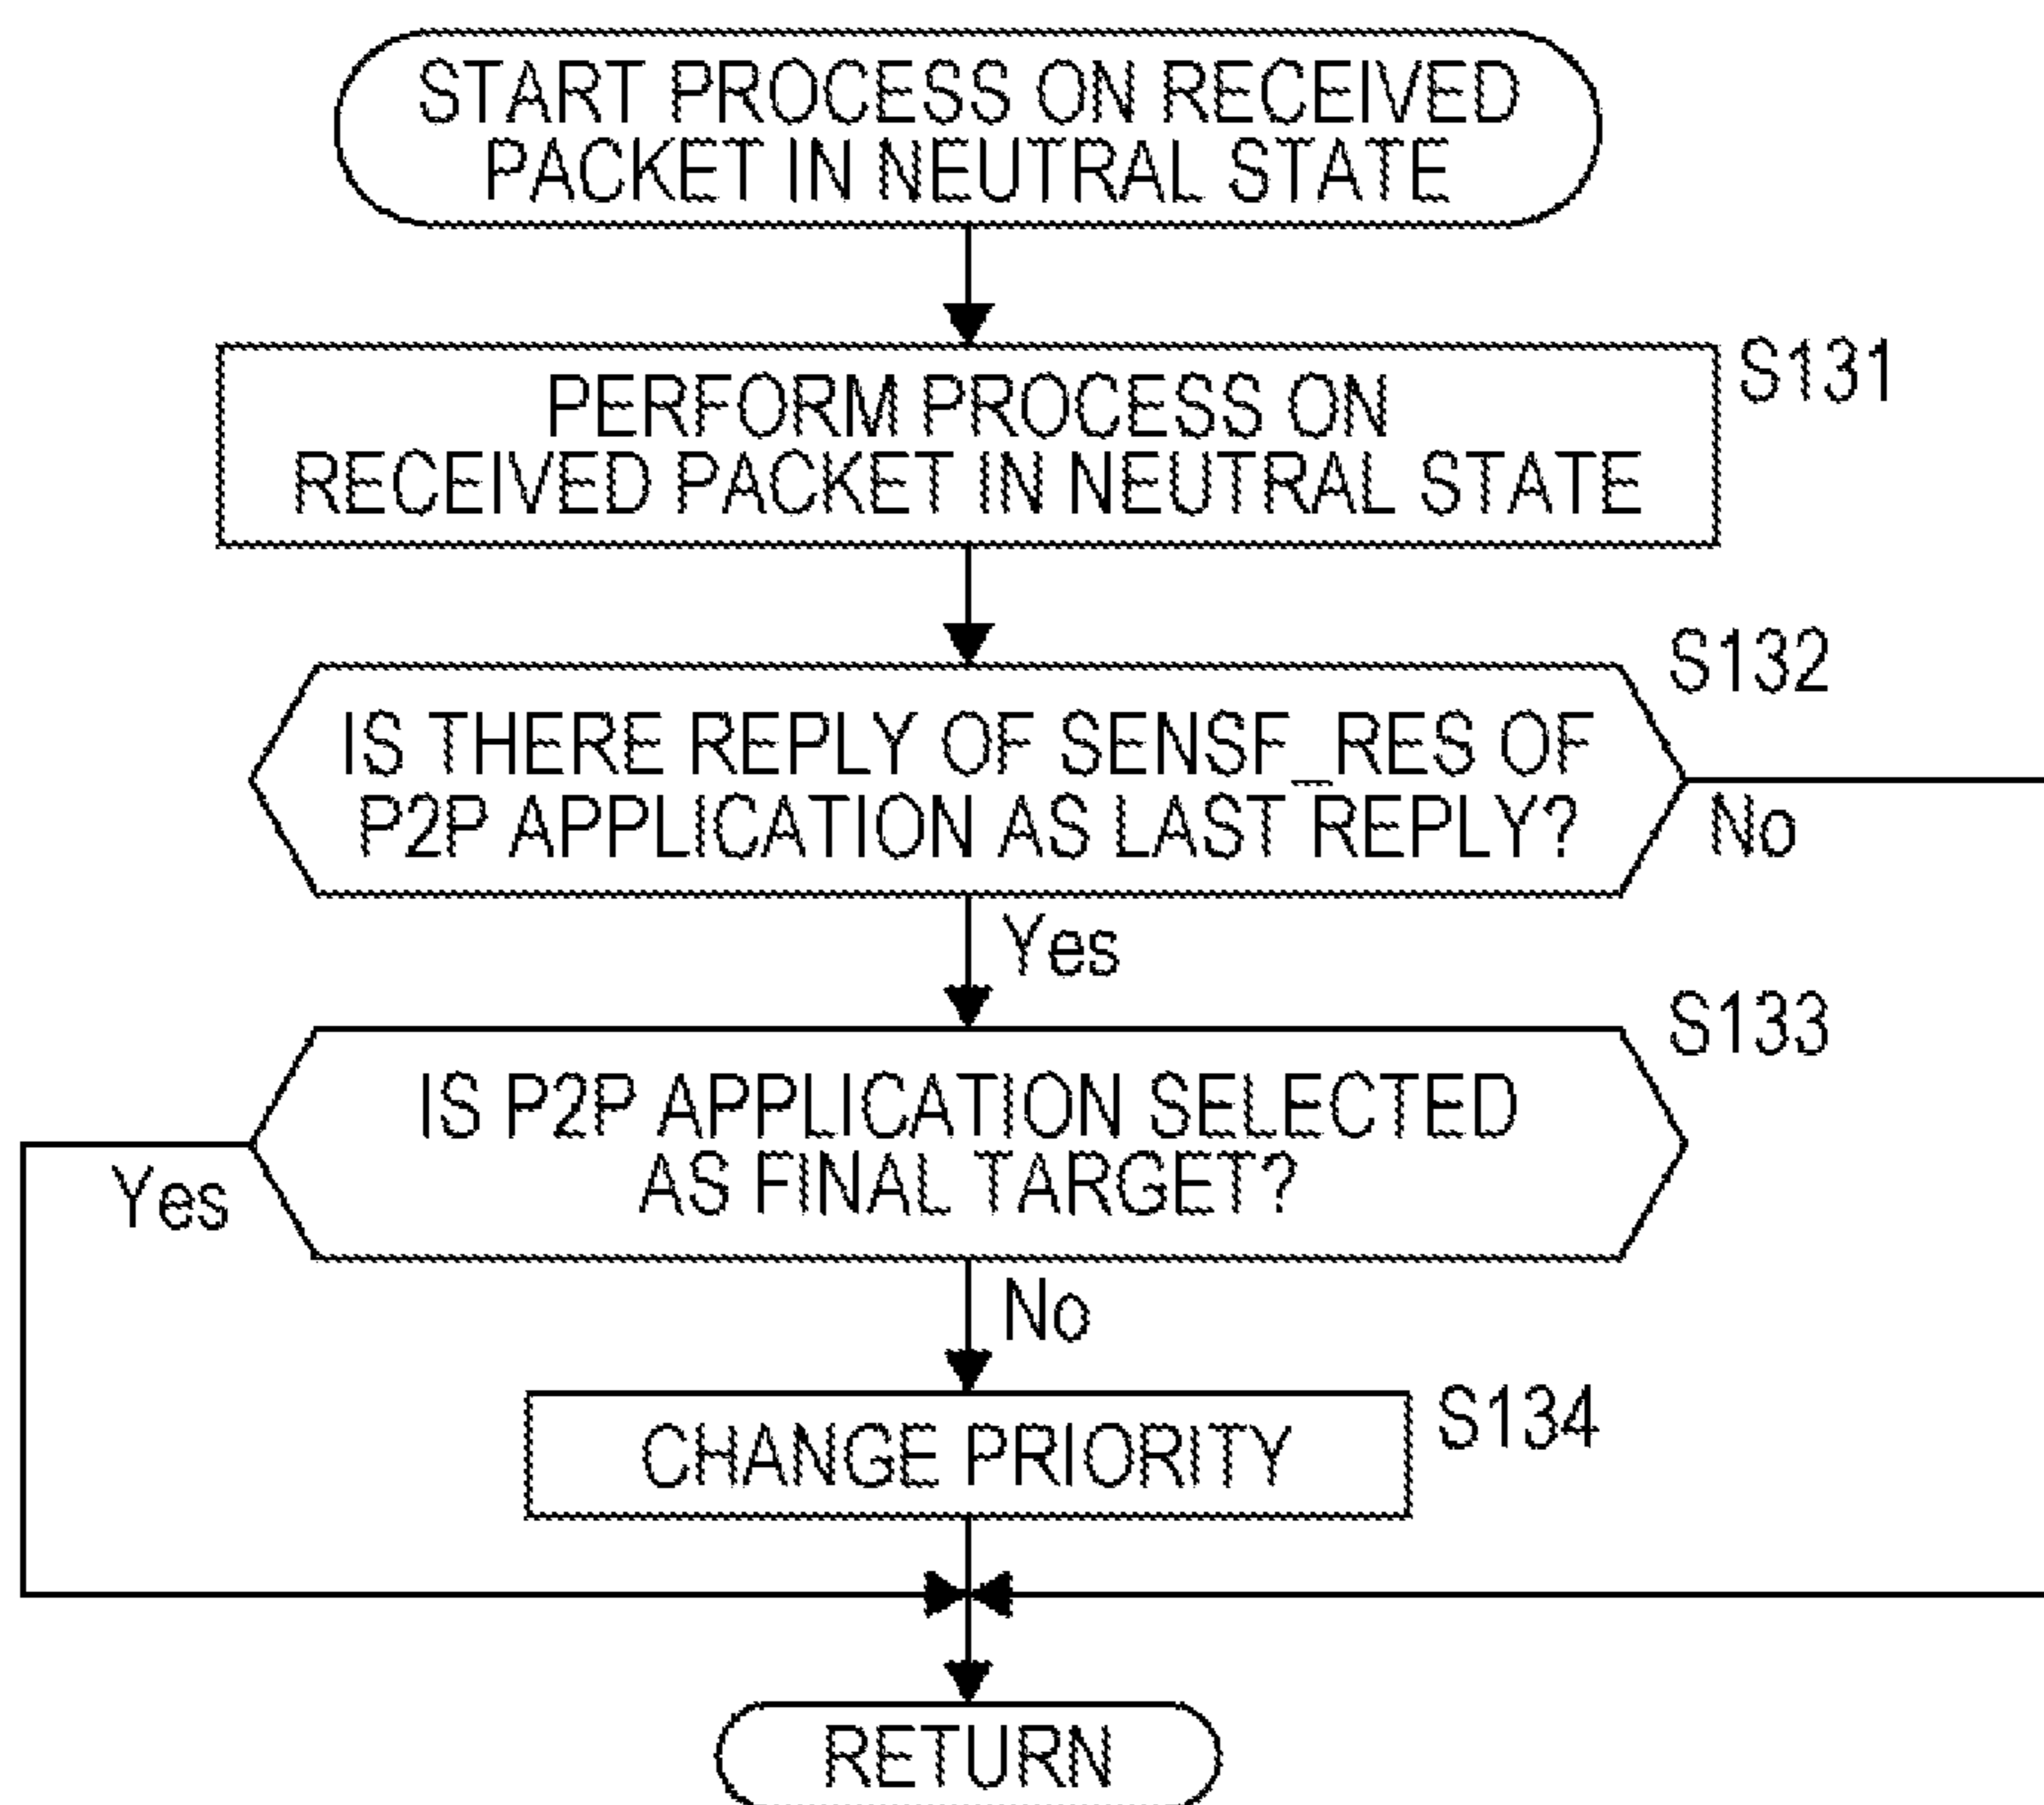 START PROCESS ON RECEIVED
PACKET IN NEUTRAL STATE
S131
PERFORM PROCESS ON
RECEIVED PACKET IN NEUTRAL STATE
S132
IS THERE REPLY OF SENSF_RES OF
P2P APPLICATION AS LAST REPLY?
No
Yes
S133
IS P2P APPLICATION SELECTED
AS FINAL TARGET?
Yes
No
S134
CHANGE PRIORITY
RETURN